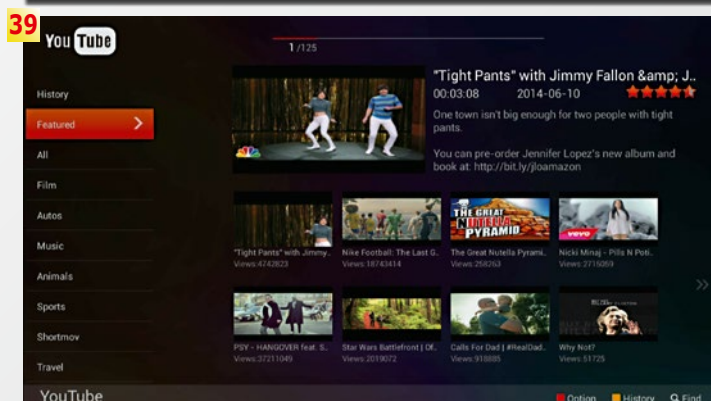 39
You Tube
1 /125
"Tight Pants" with Jimmy Fallon &amp; J..
00:03:08 2014-06-10
One town isn't big enough for two people with tight
pants.
You can pre-order Jennifer Lopez's new album and
book at: http://bit.ly/jloamazon
History
Featured
All
Film
Autos
Music
Animals
Sports
Shortmov
Travel
THE GREAT
NUTELLA
PYRAMID
vevo
"Tight Pants" with Jimmy..
Views:4742823
Nike Football: The Last G..
Views:18743414
The Great Nutella Pyrami..
Views:258263
Nicki Minaj - Pills N Poti..
Views:2715059
PSY - HANGOVER feat. S..
Views:37211049
Star Wars Battlefront | Of..
Views:2019072
Calls For Dad | #RealDad..
Views:918885
Why Not?
Views:51725
YouTube
Option History Find